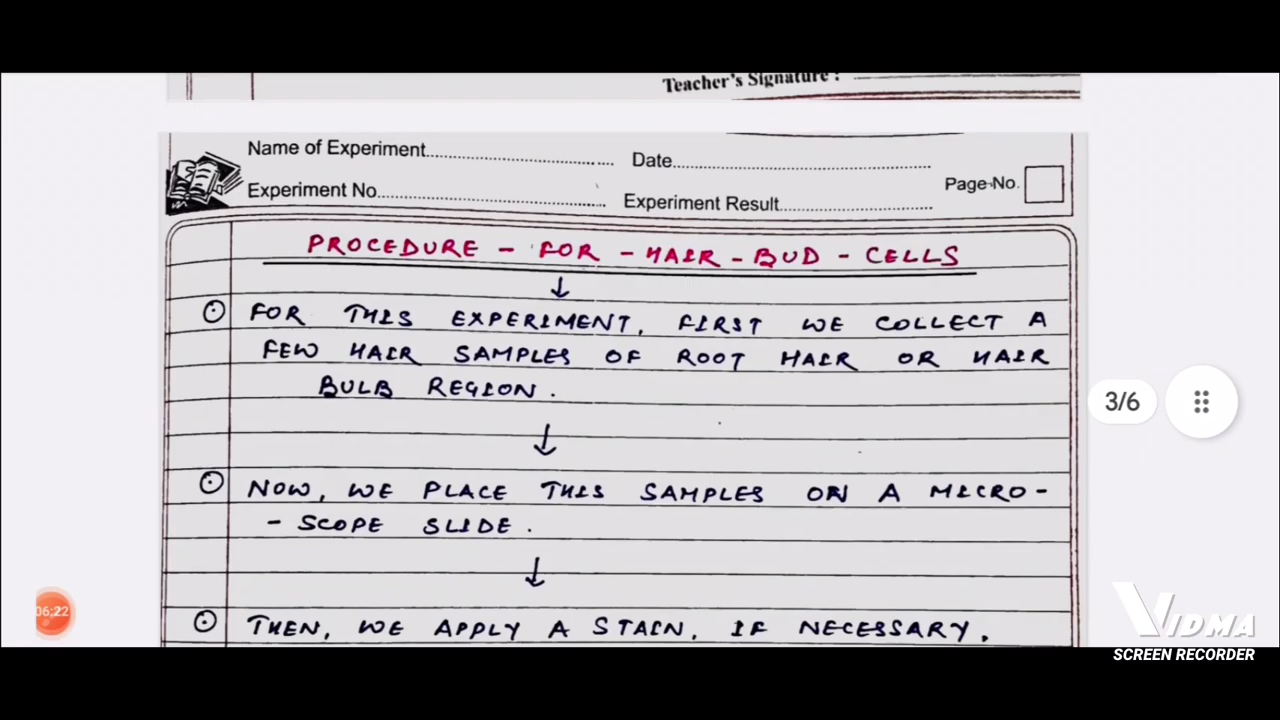 Teacher's Signature :
Name of Experiment
Date
Page No.
Experiment No
Experiment Result
PROCEDURE - FOR - HAIR - BUD - CELLS
↓
FOR THIS EXPERIMENT, FIRST WE COLLECT A
FEW HAIR SAMPLES OF ROOT HAIR OR HAIR
BULB REGION.
↓
NOW, WE PLACE THIS SAMPLES ON A MICRO-
- SCOPE SLIDE.
↓
THEN, WE APPLY A STAIN, IF NECESSARY.
3/6
06:22
VIDMA
SCREEN RECORDER